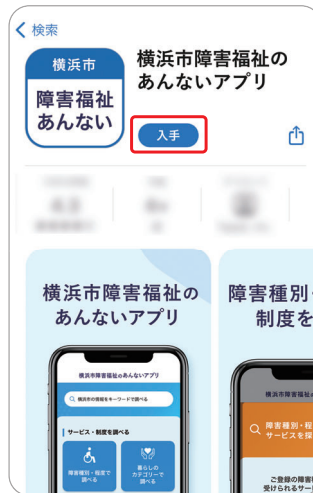 検索
横浜市
障害福祉
あんない
横浜市障害福祉の
あんないアプリ
入手
横浜市障害福祉の
あんないアプリ
横浜市障害福祉のあんないアプリ
横浜市の情報をキーワードで調べる
サービス・制度を調べる
障害種別・程度で
調べる
暮らしの
カテゴリーで
調べる
障害種別
制度を
横浜市障害福祉
障害種別・程
サービスを探
ご登録の障害
受けられるサー